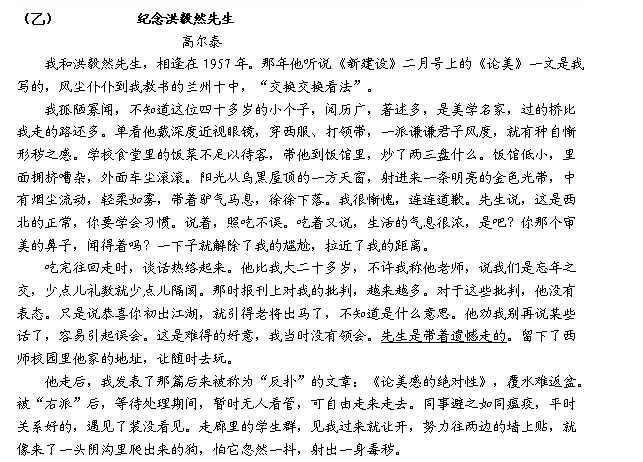 （乙） 纪念洪毅然先生
高尔泰
我和洪毅然先生，相逢在 1957 年。那年他听说《新建设》二月号上的《论美》一文是我
写的，风尘仆仆到我教书的兰州十中，“交换交换看法”。
我孤陋寡闻，不知道这位四十多岁的小个子，阅历广，著述多，是美学名家，过的桥比
我走的路还多。单看他戴深度近视眼镜，穿西服、打领带，一派谦谦君子风度，就有种自惭
形秽之感。学校食堂里的饭菜不足以待客，带他到饭馆里，炒了两三盘什么。饭馆低小，里
面拥挤嘈杂，外面车尘滚滚。阳光从乌黑屋顶的一方天窗，射进来一条明亮的金色光带，中
有烟尘流动，轻柔如雾，带着驴气马息，徐徐下落。我很惭愧，连连道歉。先生说，这是西
北的正常，你要学会习惯。说着，照吃不误。吃着又说，生活的气息很浓，是吧？你那个审
美的鼻子，闻得着吗？一下子就解除了我的尴尬，拉近了我的距离。
吃完往回走时，谈话热络起来。他比我大二十多岁，不许我称他老师，说我们是忘年之
交，少点儿礼数就少点儿隔阂。那时报刊上对我的批判，越来越多。对于这些批判，他没有
表态。只是说恭喜你初出江湖，就引得老将出马了，不知道是什么意思。他劝我别再说某些
话了，容易引起误会。这是难得的好意，我当时没有领会。先生是带着遗憾走的。留下了西
师校园里他家的地址，让随时去玩。
他走后，我发表了那篇后来被称为“反扑”的文章：《论美感的绝对性》，覆水难返盆。
被“右派”后，等待处理期间，暂时无人看管，可自由走来走去。同事避之如同瘟疫，平时
关系好的，遇见了装没看见。走廊里的学生群，见我过来就让开，努力往两边的墙上贴，就
像来了一头阴沟里爬出来的狗，怕它忽然一抖，射出一身毒秽。